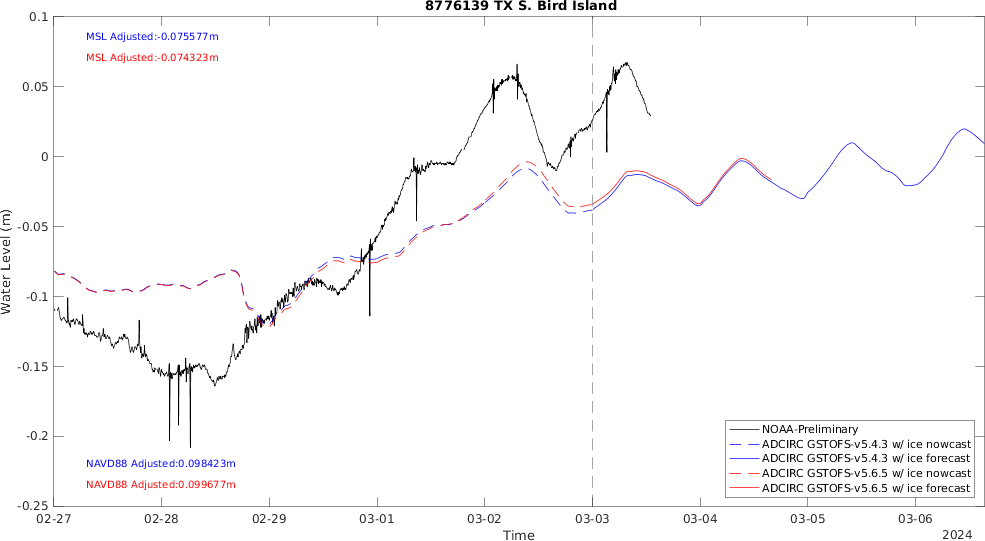 8776139 TX S. Bird Island
0.1
0.05
0
-0.05
-0.1
-0.15
-0.2
-0.25
Water Level (m)
MSL Adjusted:-0.075577m
MSL Adjusted:-0.074323m
NAVD88 Adjusted:0.098423m
NAVD88 Adjusted:0.099677m
NOAA-Preliminary
ADCIRC GSTOFS-v5.4.3 w/ ice nowcast
ADCIRC GSTOFS-v5.4.3 w/ ice forecast
ADCIRC GSTOFS-v5.6.5 w/ ice nowcast
ADCIRC GSTOFS-v5.6.5 w/ ice forecast
02-27 02-28 02-29 03-01 03-02 03-03 03-04 03-05 03-06
Time
2024